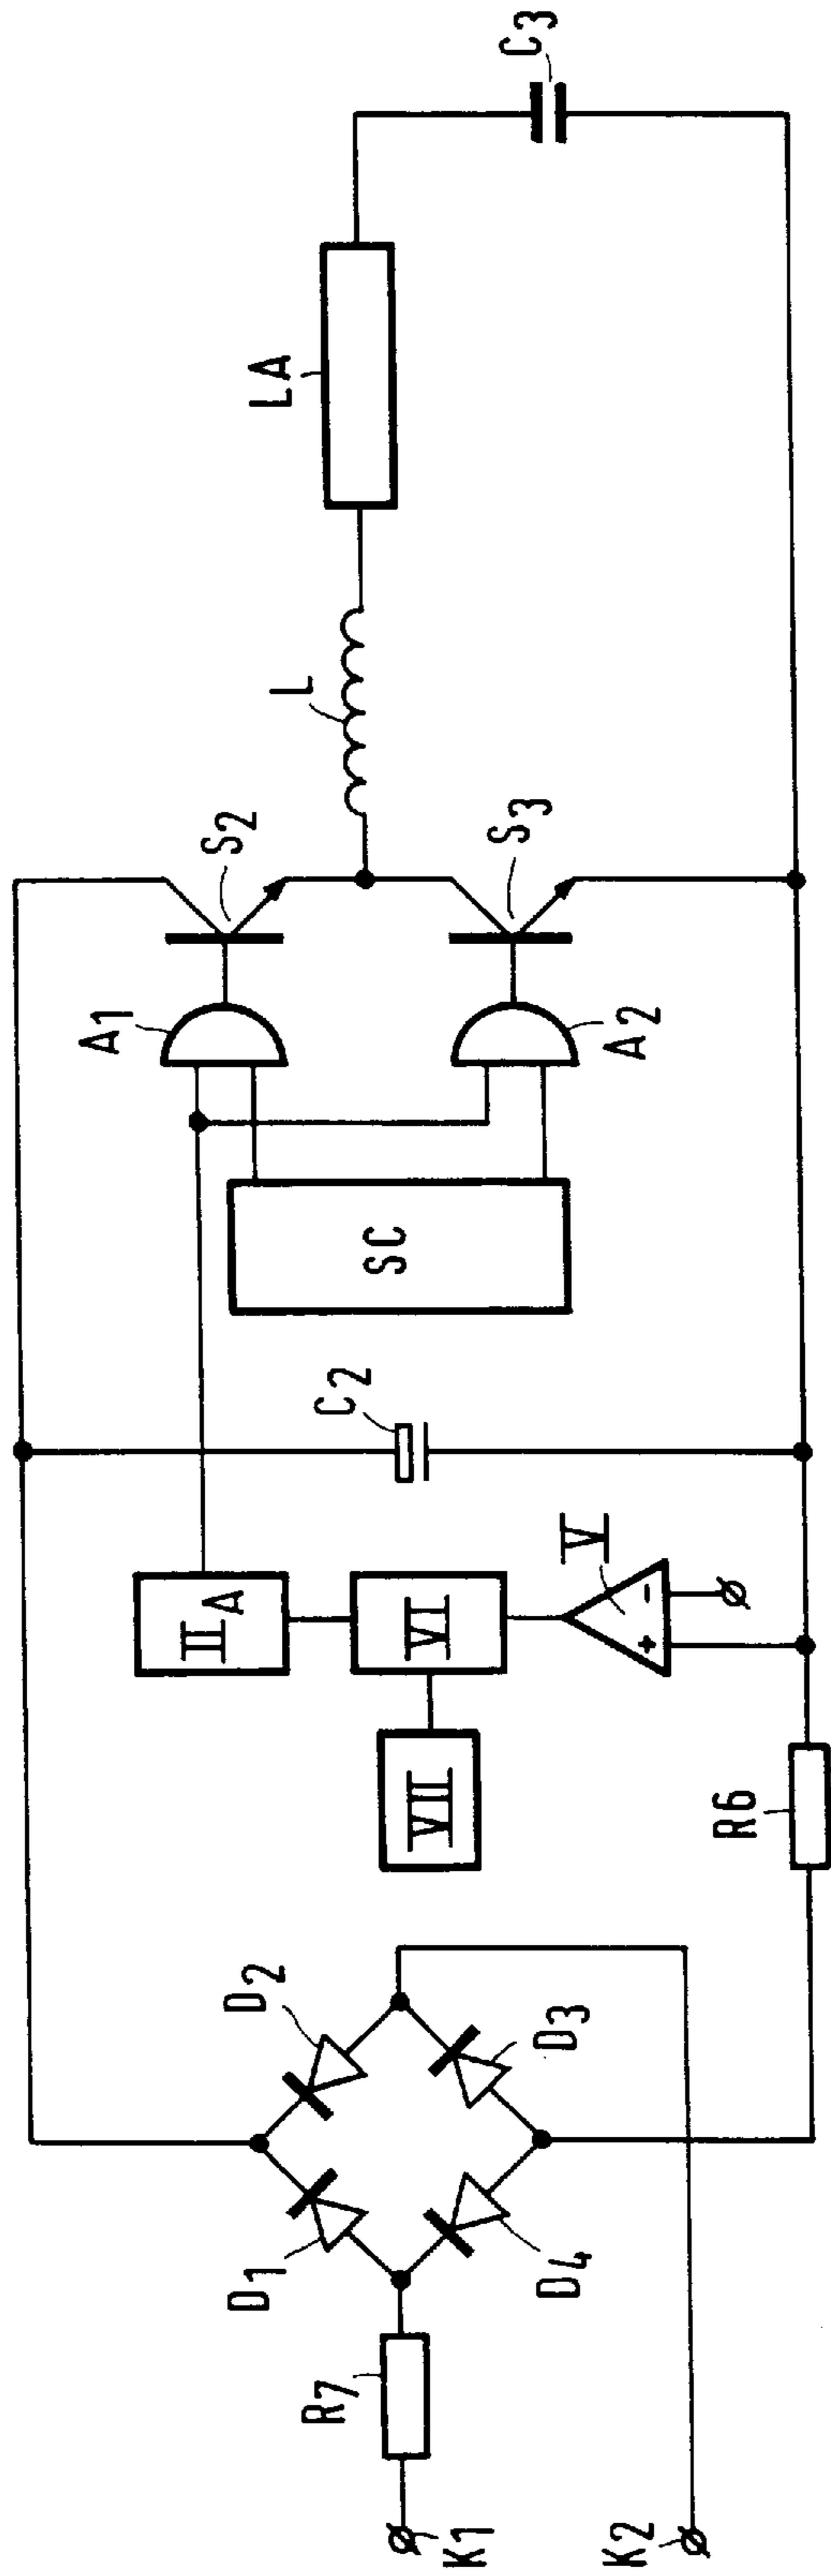 K1
K2
R7
D1
D2
D3
D4
R6
VII
VI
IIA
V
+
-
C2
SC
A1
A2
S2
S3
L
LA
C3